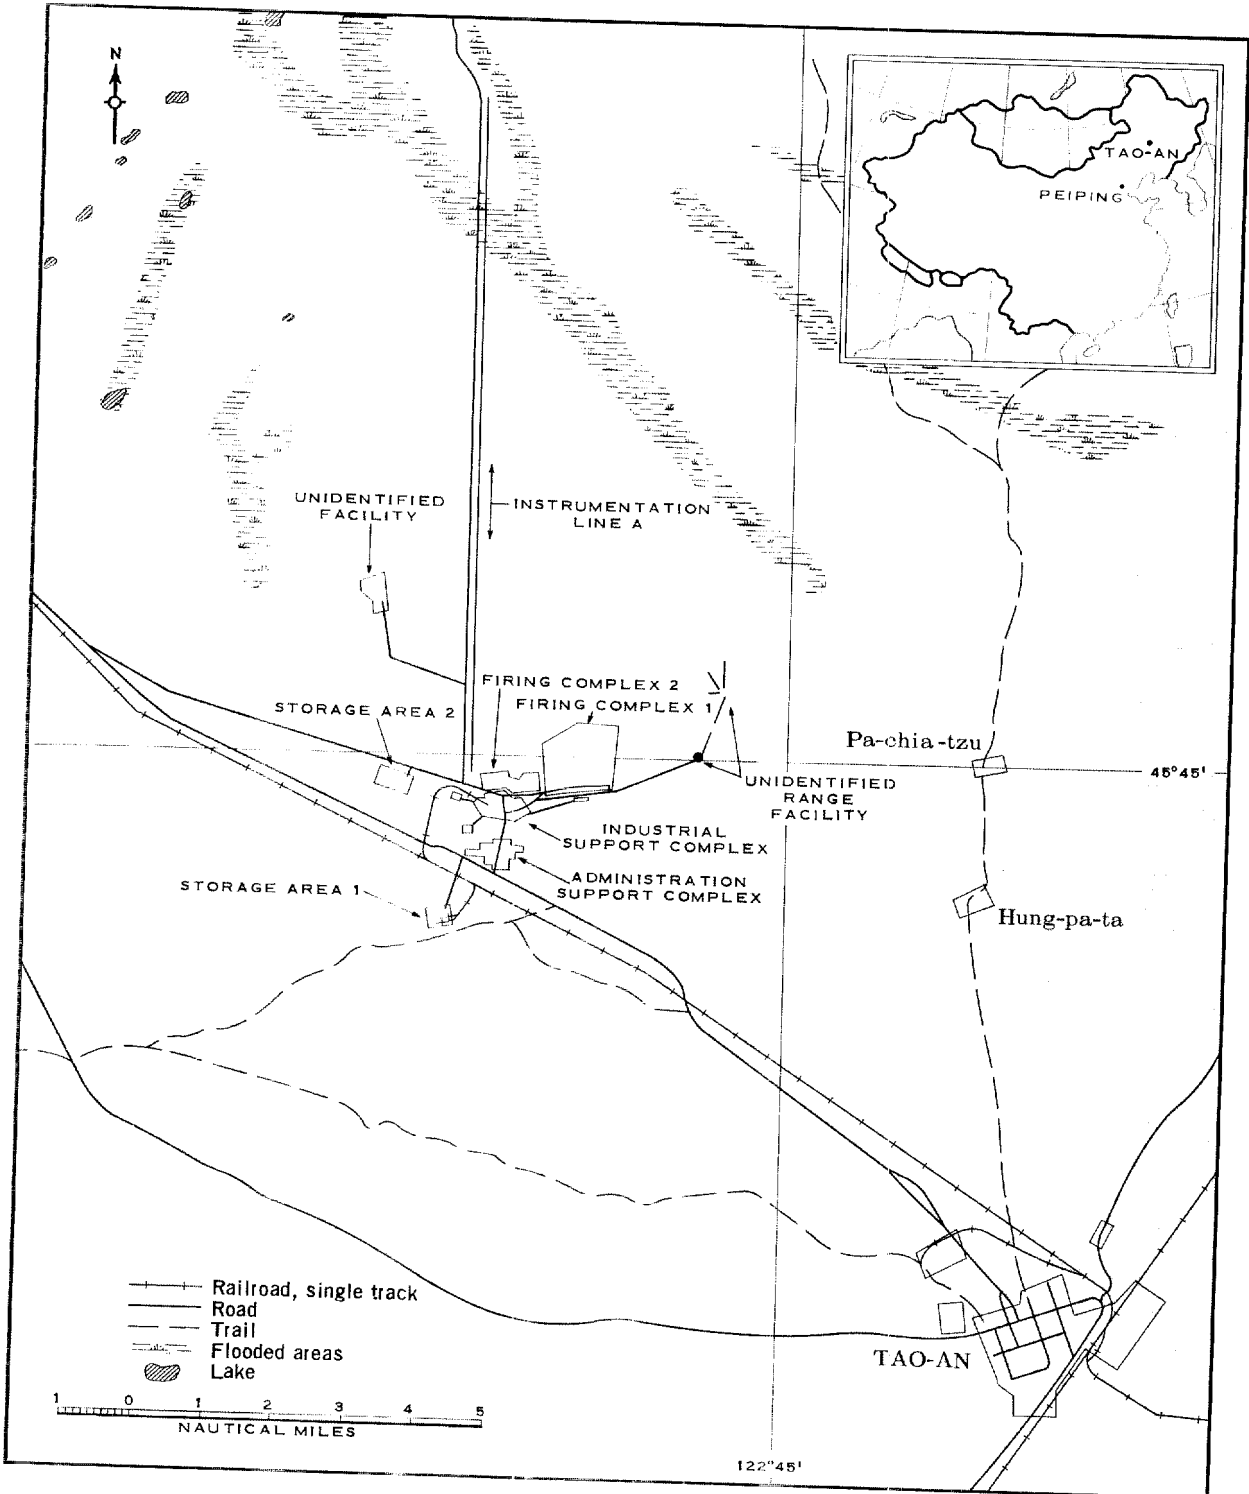 N
TAO-AN
PEIPING
UNIDENTIFIED
FACILITY
INSTRUMENTATION
LINE A
FIRING COMPLEX 2
FIRING COMPLEX 1
STORAGE AREA 2
Pa-chia-tzu
45°45'
UNIDENTIFIED
RANGE
FACILITY
INDUSTRIAL
SUPPORT COMPLEX
ADMINISTRATION
SUPPORT COMPLEX
STORAGE AREA 1
Hung-pa-ta
Railroad, single track
Road
Trail
Flooded areas
Lake
TAO-AN
1 0 1 2 3 4 5
NAUTICAL MILES
122°45'